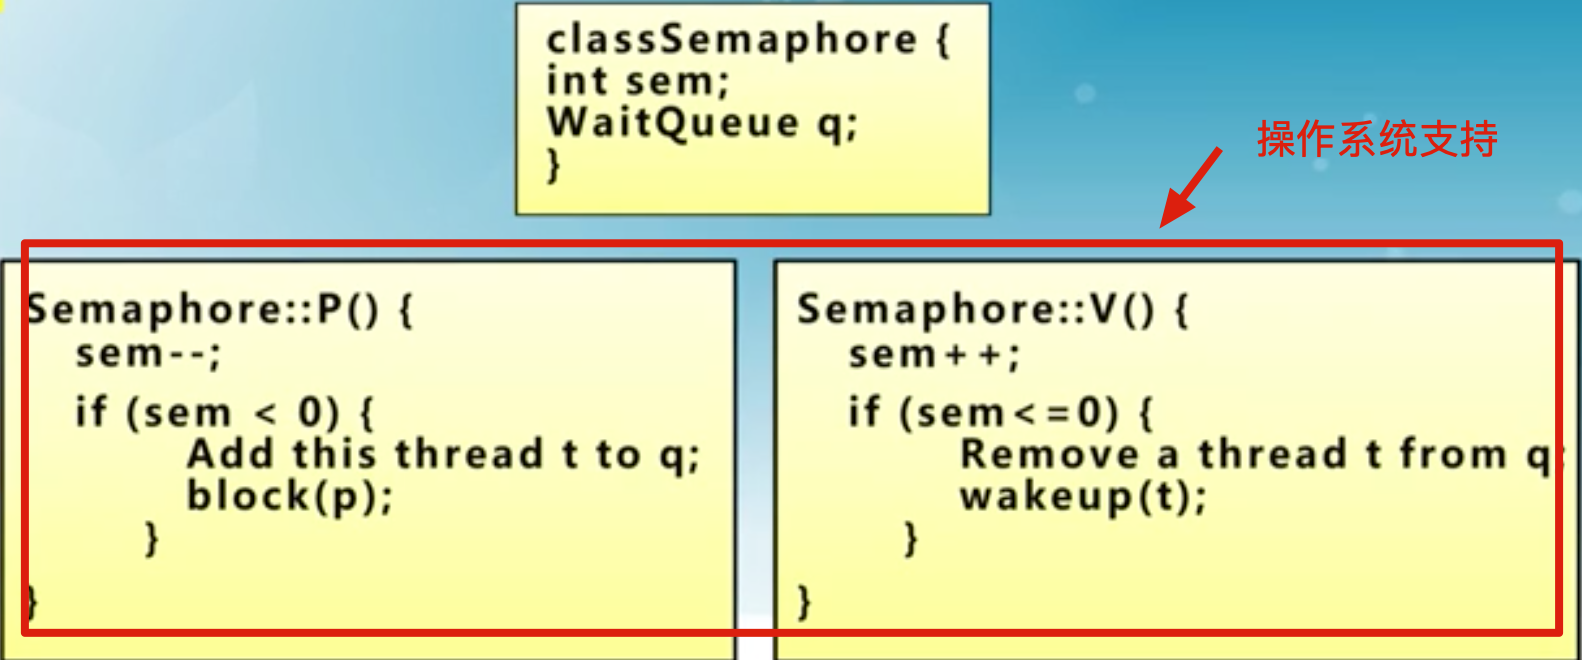 classSemaphore {
int sem;
WaitQueue q;
}
操作系统支持
Semaphore::P() {
sem--;
if (sem < 0) {
Add this thread t to q;
block(p);
}
}
Semaphore::V() {
sem++;
if (sem<=0) {
Remove a thread t from q;
wakeup(t);
}
}